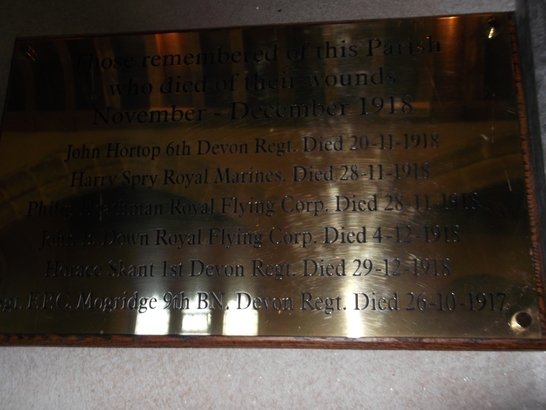 Those remembered of this Parish
who died of their wounds
November - December 1918
John Hortop 6th Devon Regt. Died 20-11-1918
Harry Spry Royal Marines. Died 28-11-1918
Royal Flying Corp. Died 28-11-1918
Down Royal Flying Corp. Died 4-12-1918
Horace Skant 1st Devon Regt. Died 29-12-1918
F.P.C. Mogridge 9th BN. Devon Regt. Died 26-10-1917